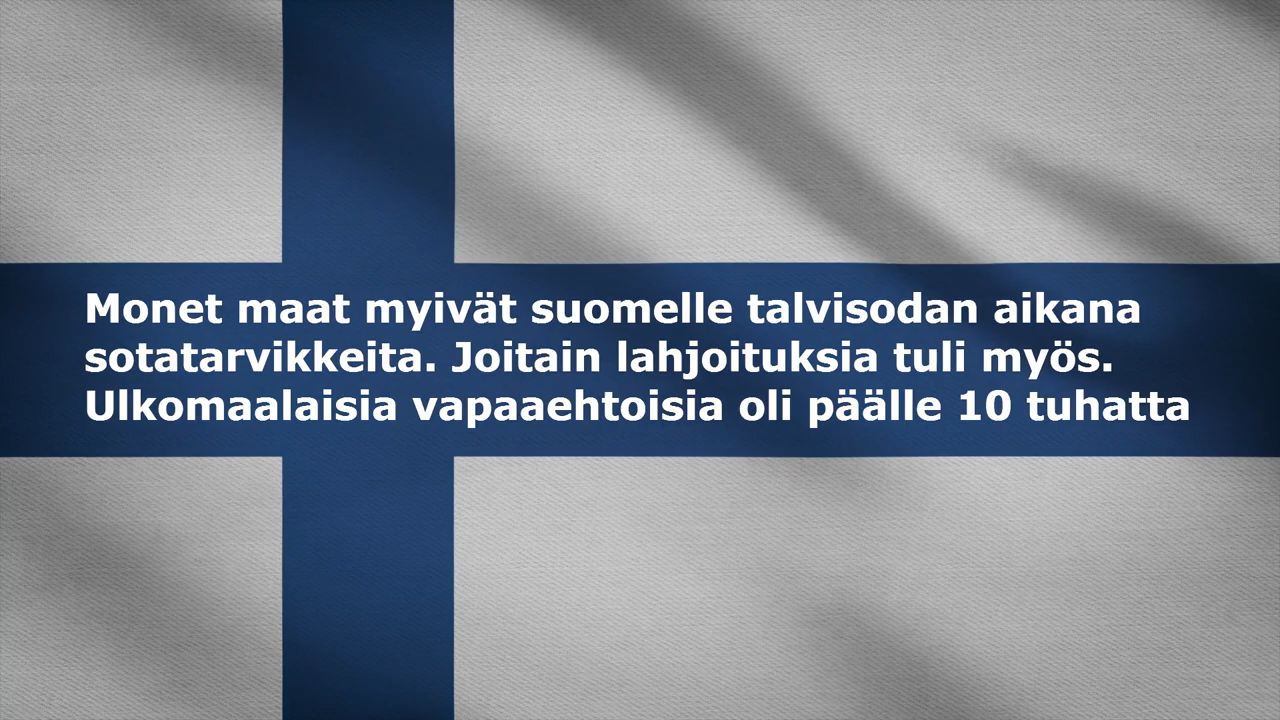 Monet maat myivät suomelle talvisodan aikana
sotatarvikkeita. Joitain lahjoituksia tuli myös.
Ulkomaalaisia vapaaehtoisia oli päälle 10 tuhatta